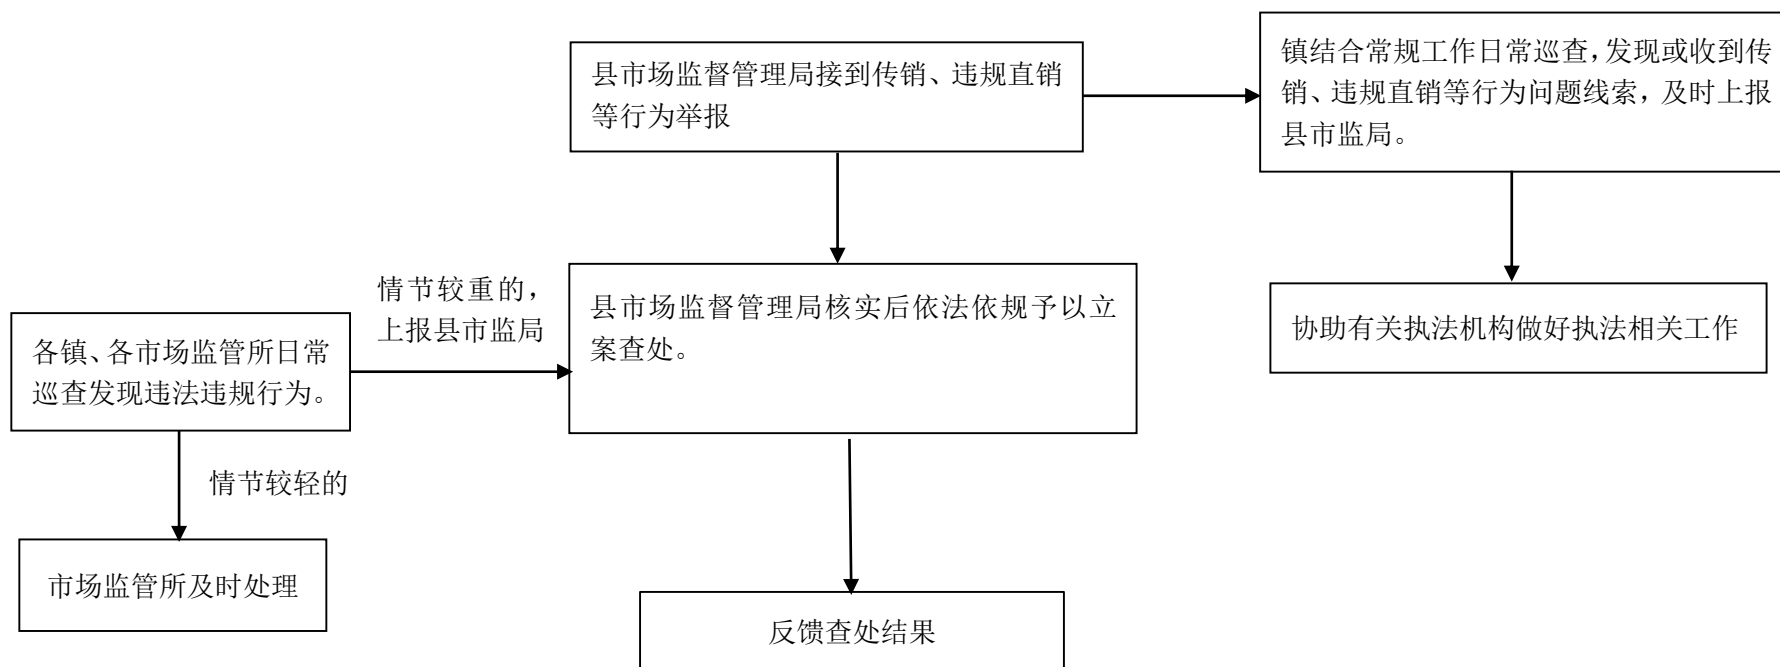 县市场监督管理局接到传销、违规直销
等行为举报
镇结合常规工作日常巡查,发现或收到传
销、违规直销等行为问题线索,及时上报
县市监局。
情节较重的,
上报县市监局
县市场监督管理局核实后依法依规予以立
案查处。
各镇、各市场监管所日常
巡查发现违法违规行为。
协助有关执法机构做好执法相关工作
情节较轻的
市场监管所及时处理
反馈查处结果